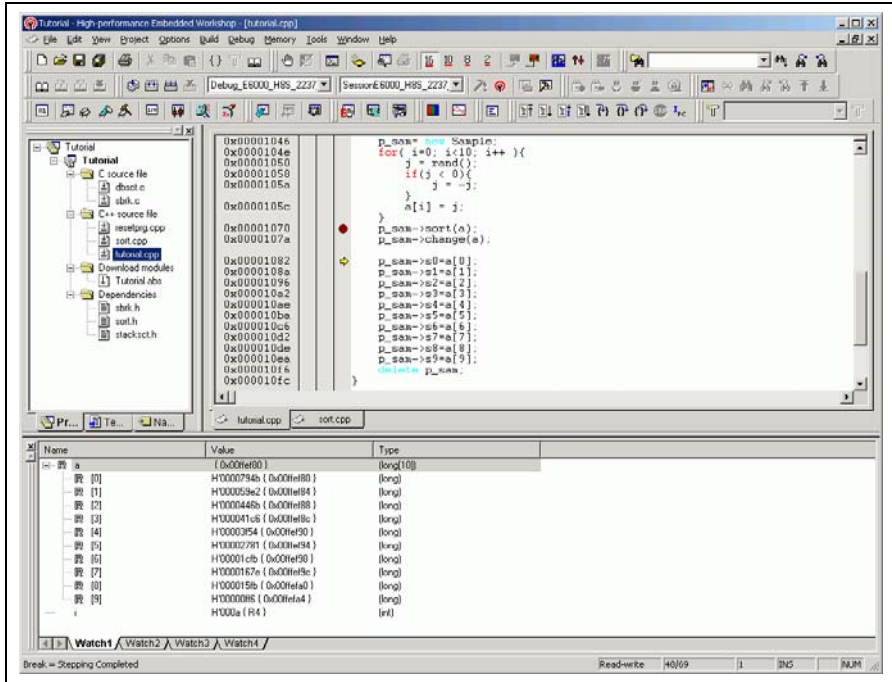 Tutorial - High-performance Embedded Workshop - [tutorial.cpp]
File Edit View Project Options Build Debug Memory Tools Window Help
16 10 8 2
Debug_E6000_H8S_2237 SessionE6000_H8S_2237
Tutorial
Tutorial
C source file
dbsct.c
sbrk.c
C++ source file
resetprg.cpp
sort.cpp
tutorial.cpp
Download modules
Tutorial.abs
Dependencies
sbrk.h
sort.h
stacksct.h
Pr... Te... Na...
0x00001046 p_sam= new Sample;
0x0000104e for( i=0; i<10; i++ ){
0x00001050 j = rand();
0x00001058 if(j < 0){
0x0000105a j = -j;
}
0x0000105c a[i] = j;
}
0x00001070 p_sam->sort(a);
0x0000107a p_sam->change(a);
0x00001082 p_sam->s0=a[0];
0x0000108a p_sam->s1=a[1];
0x00001096 p_sam->s2=a[2];
0x000010a2 p_sam->s3=a[3];
0x000010ae p_sam->s4=a[4];
0x000010ba p_sam->s5=a[5];
0x000010c6 p_sam->s6=a[6];
0x000010d2 p_sam->s7=a[7];
0x000010de p_sam->s8=a[8];
0x000010ea p_sam->s9=a[9];
0x000010f6 delete p_sam;
0x000010fc }
tutorial.cpp sort.cpp
Name Value Type
a { 0x00ffef80 } (long[10])
[0] H'0000794b { 0x00ffef80 } (long)
[1] H'000059e2 { 0x00ffef84 } (long)
[2] H'0000446b { 0x00ffef88 } (long)
[3] H'000041c6 { 0x00ffef8c } (long)
[4] H'00003f54 { 0x00ffef90 } (long)
[5] H'00002781 { 0x00ffef94 } (long)
[6] H'00001cfb { 0x00ffef98 } (long)
[7] H'0000167e { 0x00ffef9c } (long)
[8] H'000015fb { 0x00ffefa0 } (long)
[9] H'00000ff6 { 0x00ffefa4 } (long)
i H'000a { R4 } (int)
Watch1 Watch2 Watch3 Watch4
Break = Stepping Completed Read-write 40/69 1 INS NUM